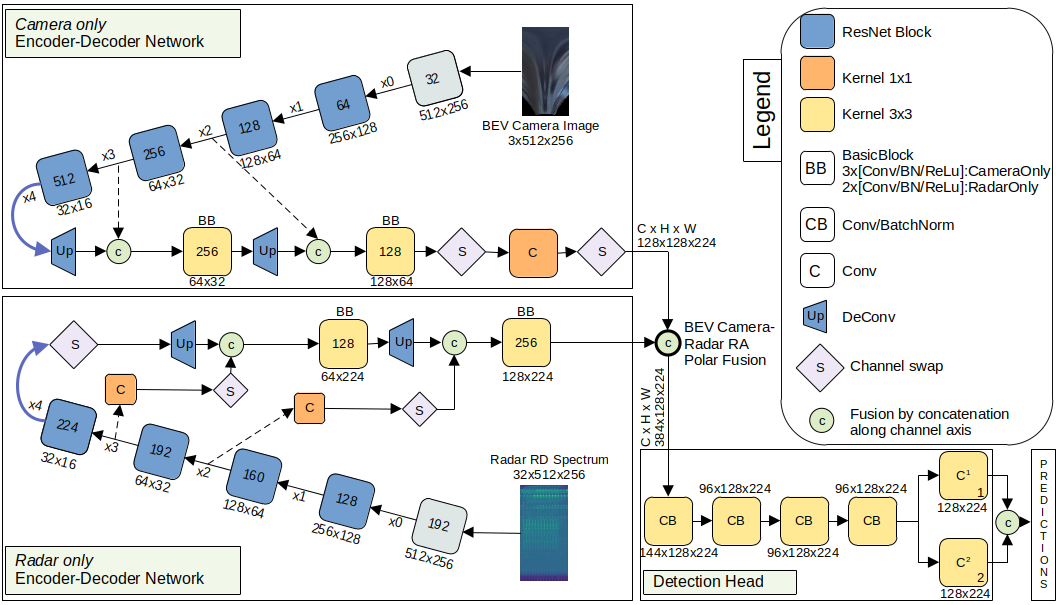 Camera only
Encoder-Decoder Network
32
512x256
x0
64
256x128
x1
128
128x64
x2
256
64x32
x3
512
32x16
x4
BEV Camera Image
3x512x256
Up
c
BB
256
64x32
Up
c
BB
128
128x64
S
C
S
C x H x W
128x128x224
S
Up
c
BB
128
64x224
Up
c
BB
256
128x224
C
S
C
S
x4
224
32x16
x3
192
64x32
x2
160
128x64
x1
128
256x128
x0
192
512x256
Radar RD Spectrum
32x512x256
Radar only
Encoder-Decoder Network
c
BEV Camera-
Radar RA
Polar Fusion
C x H x W
384x128x224
CB
144x128x224
96x128x224
CB
CB
96x128x224
96x128x224
CB
C1
1
128x224
C2
2
128x224
c
PREDICTIONS
Detection Head
Legend
ResNet Block
Kernel 1x1
Kernel 3x3
BB
BasicBlock
3x[Conv/BN/ReLu]:CameraOnly
2x[Conv/BN/ReLu]:RadarOnly
CB
Conv/BatchNorm
C
Conv
Up
DeConv
S
Channel swap
c
Fusion by concatenation
along channel axis